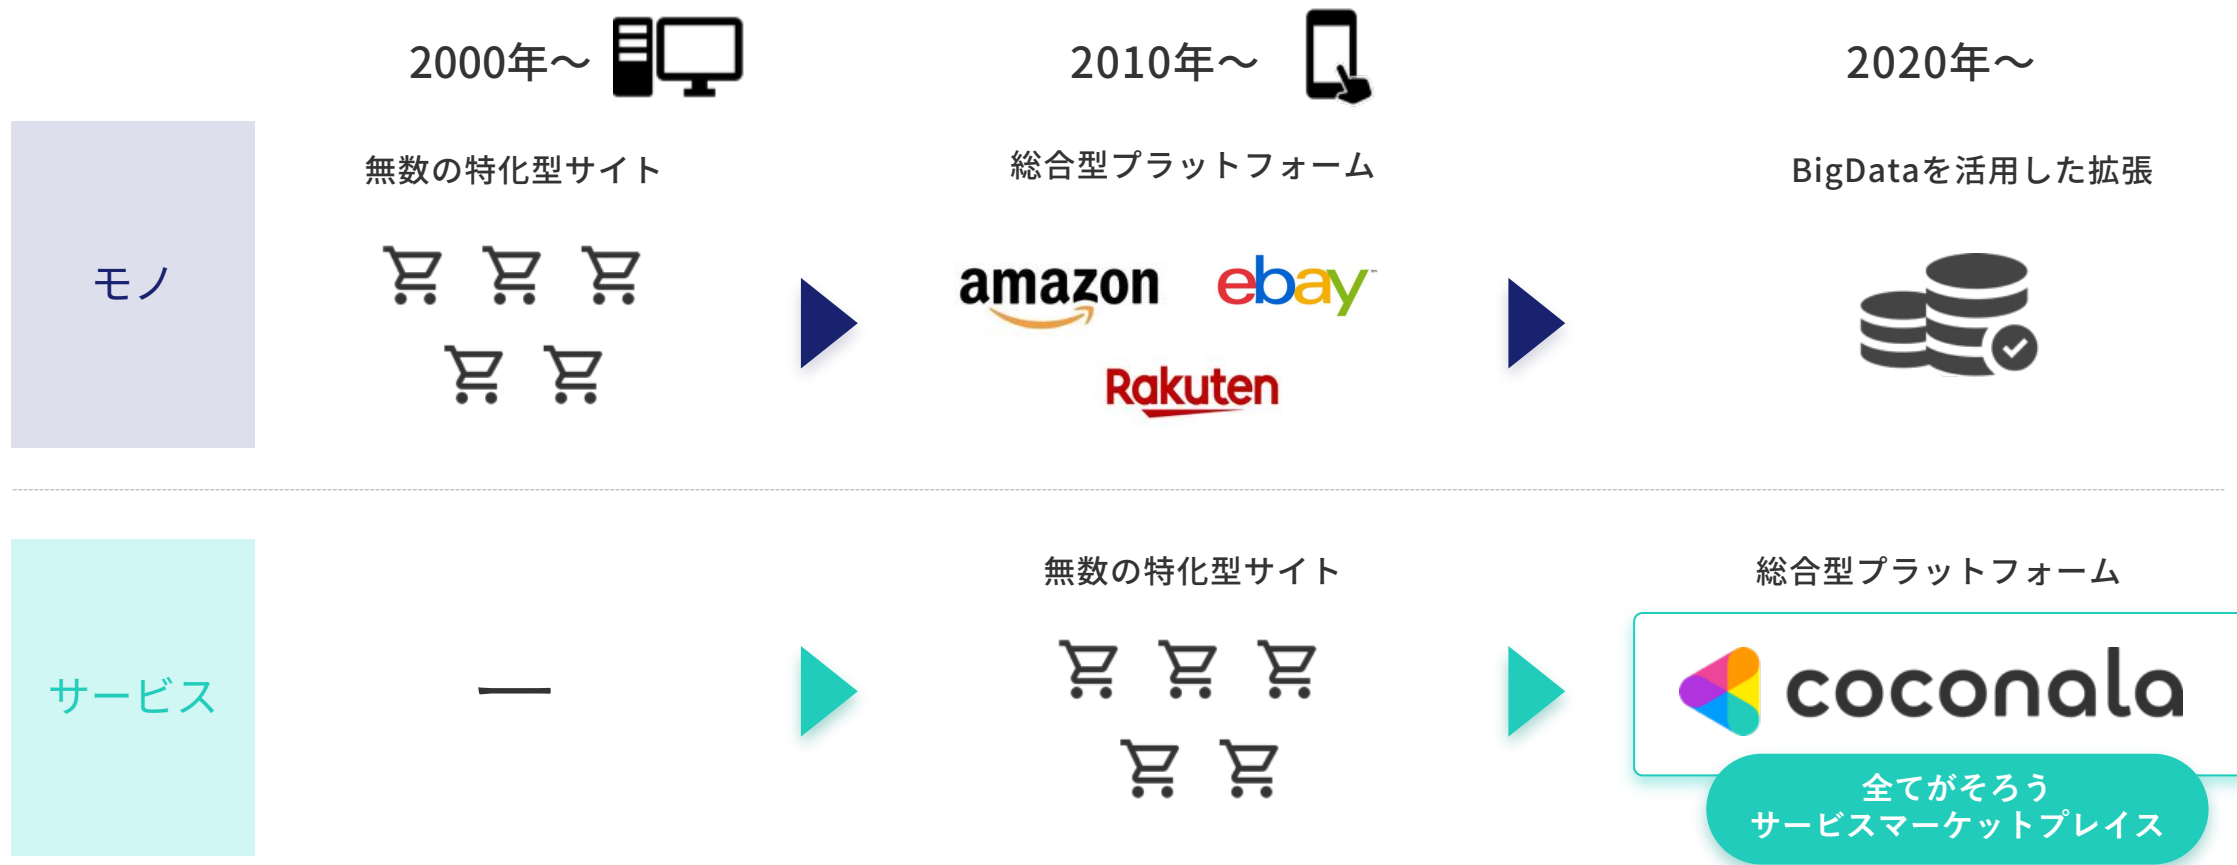 2000年～
2010年～
2020年～
モノ
無数の特化型サイト
総合型プラットフォーム
amazon
ebay™
Rakuten
BigDataを活用した拡張
サービス
ー
無数の特化型サイト
総合型プラットフォーム
coconala
全てがそろう
サービスマーケットプレイス